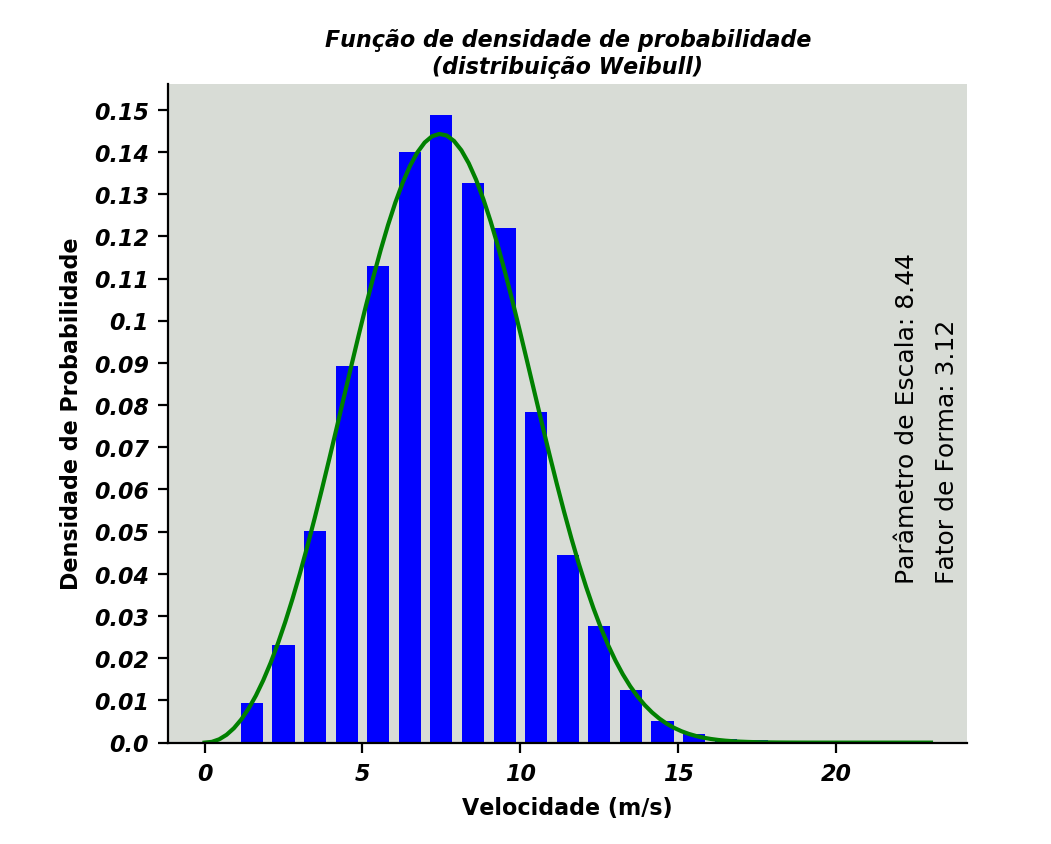 Função de densidade de probabilidade
(distribuição Weibull)
Densidade de Probabilidade
0.15
0.14
0.13
0.12
0.11
0.1
0.09
0.08
0.07
0.06
0.05
0.04
0.03
0.02
0.01
0.0
0 5 10 15 20
Velocidade (m/s)
Parâmetro de Escala: 8.44
Fator de Forma: 3.12